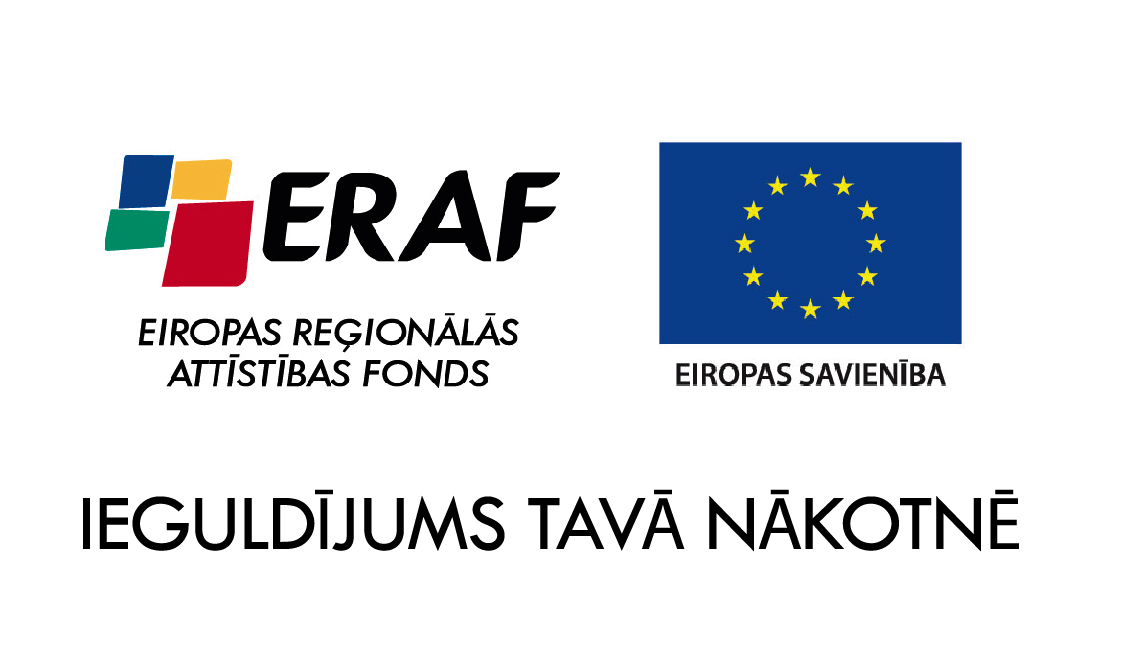 ERAF
EIROPAS REĢIONĀLĀS
ATTĪSTĪBAS FONDS
EIROPAS SAVIENĪBA
IEGULDĪJUMS TAVĀ NĀKOTNĒ